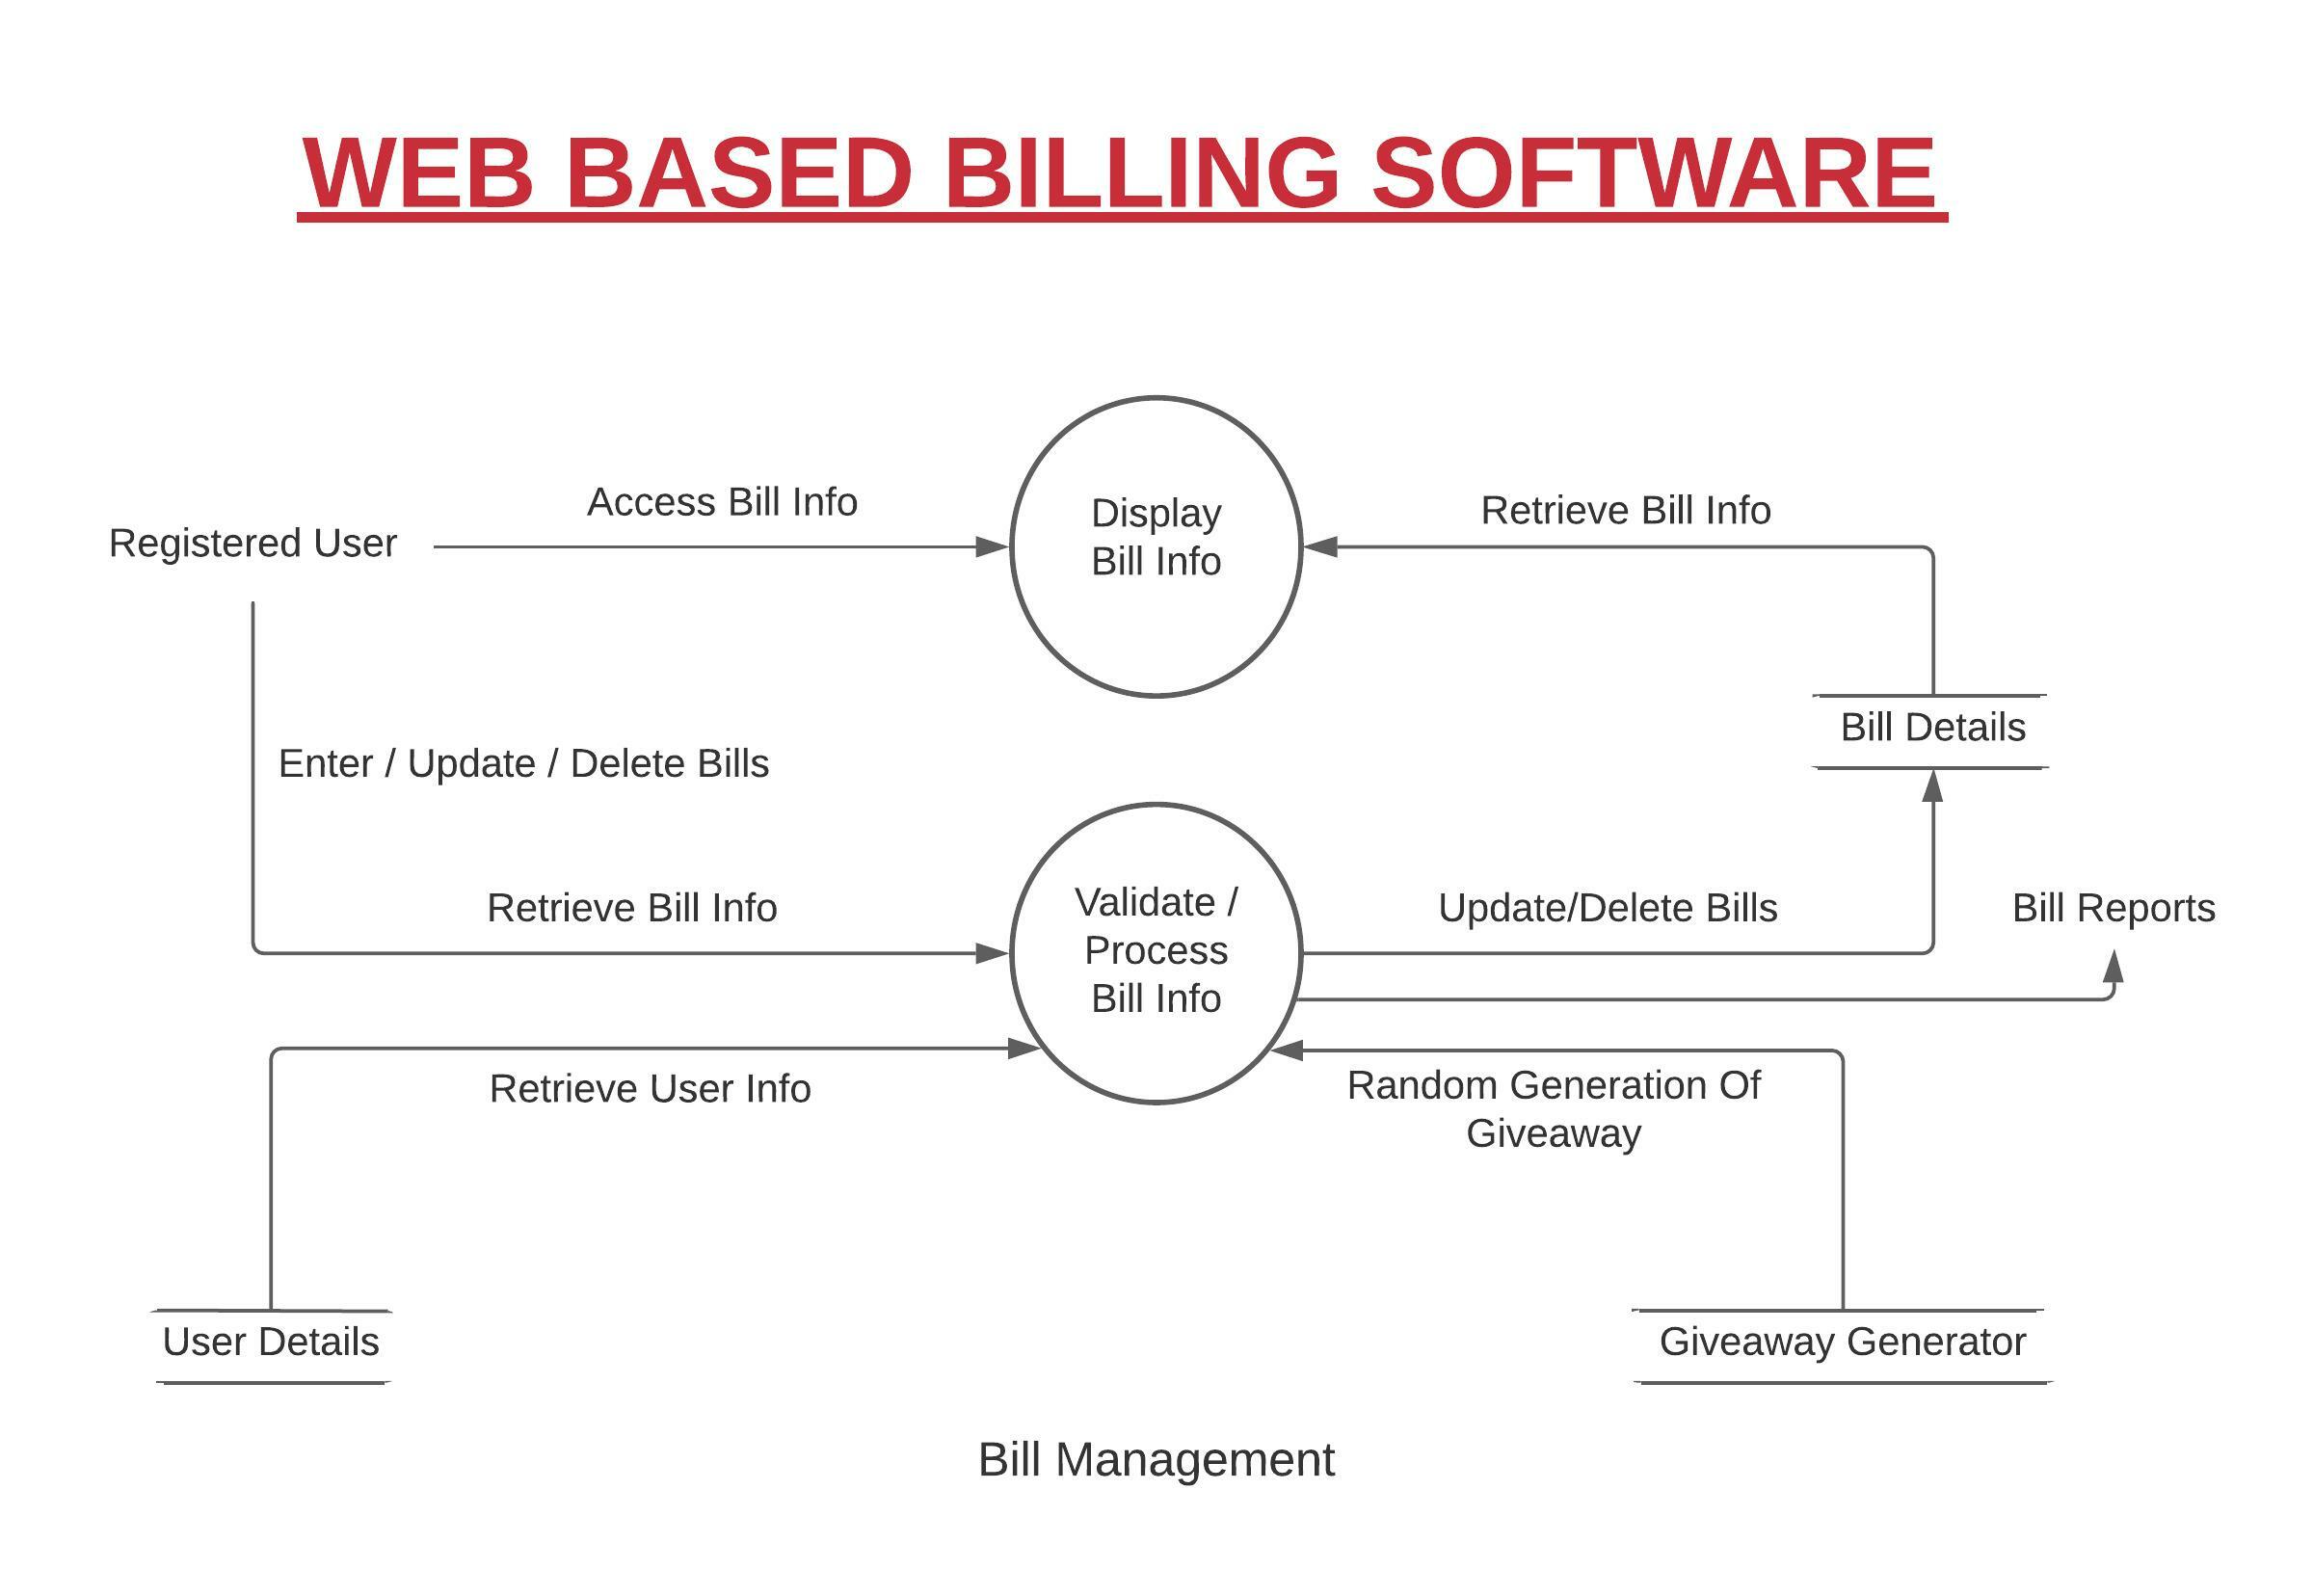 WEB BASED BILLING SOFTWARE
Registered User
Access Bill Info
Display
Bill Info
Retrieve Bill Info
Bill Details
Enter / Update / Delete Bills
Retrieve Bill Info
Validate /
Process
Bill Info
Update/Delete Bills
Bill Reports
Retrieve User Info
Random Generation Of
Giveaway
User Details
Giveaway Generator
Bill Management